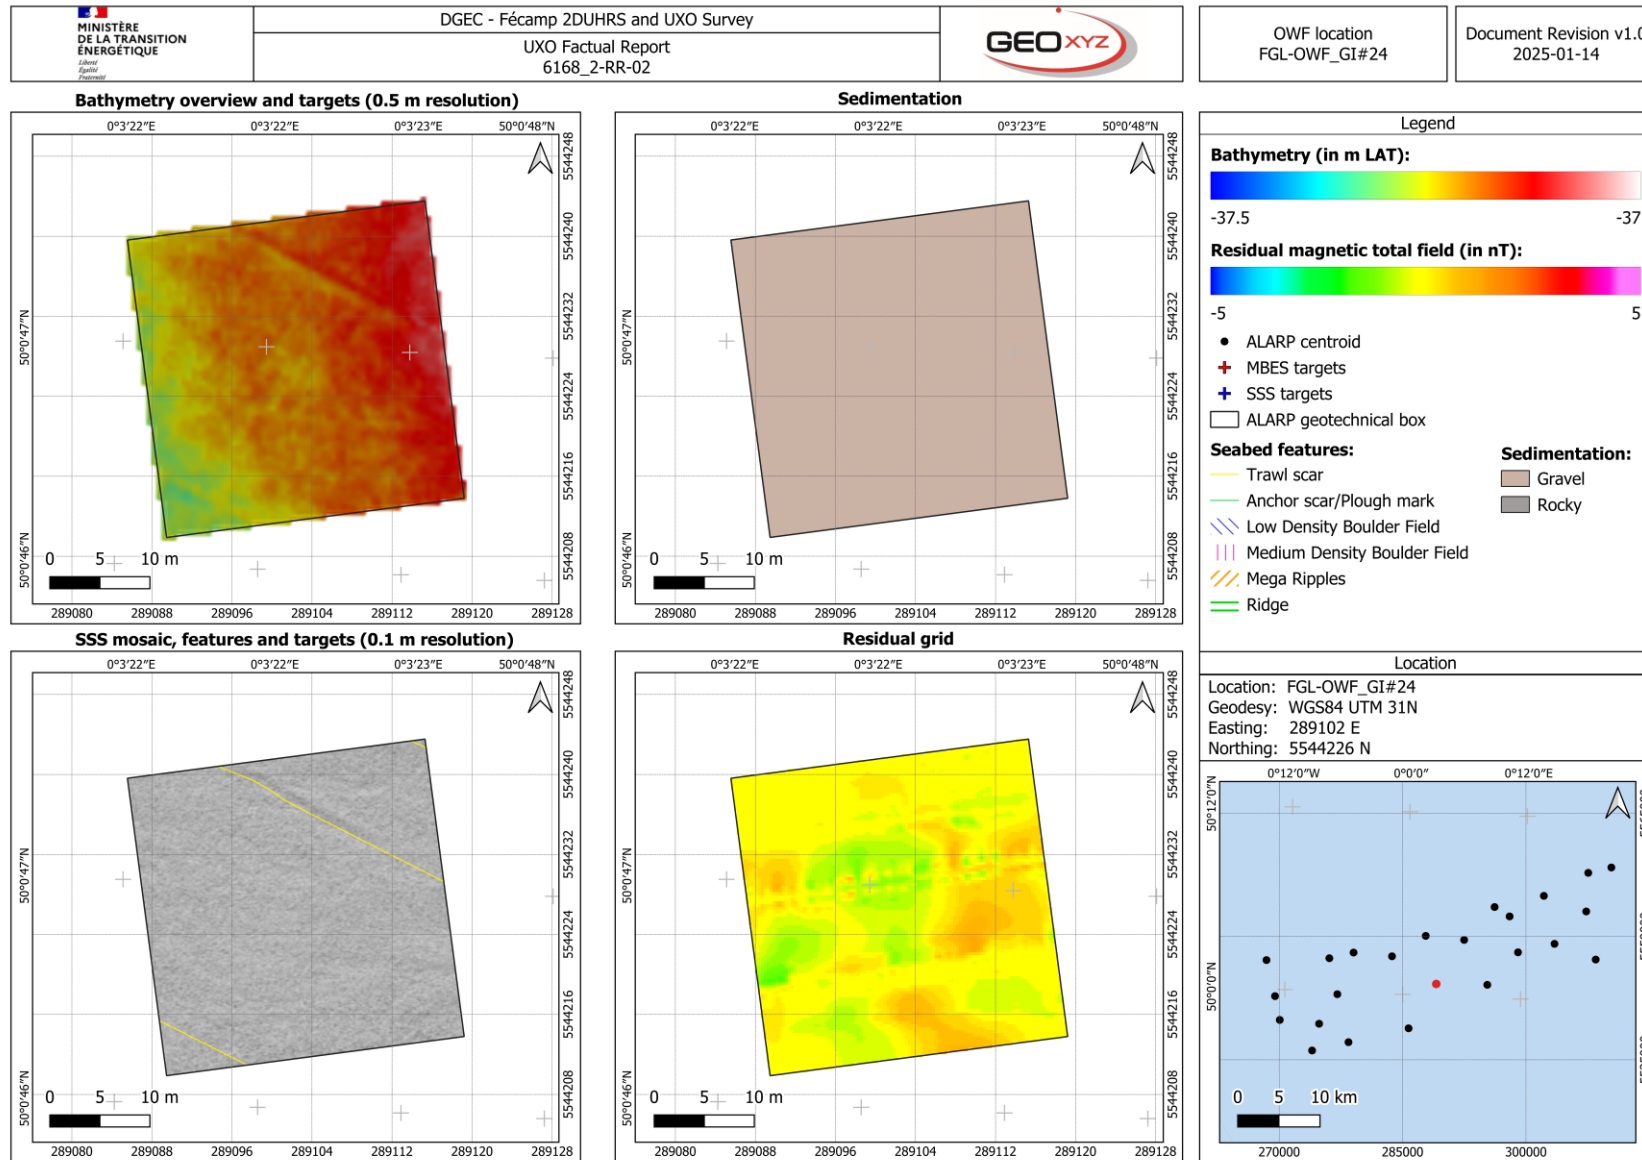 MINISTÈRE
DE LA TRANSITION
ÉNERGÉTIQUE
Liberté
Égalité
Fraternité
DGEC - Fécamp 2DUHRS and UXO Survey
UXO Factual Report
6168_2-RR-02
GEOXYZ
OWF location
FGL-OWF_GI#24
Document Revision v1.0
2025-01-14
Bathymetry overview and targets (0.5 m resolution)
0°3'22"E 0°3'22"E 0°3'23"E 50°0'48"N
5544248
5544240
5544232
5544224
5544216
5544208
50°0'47"N
50°0'46"N
0 5 10 m
289080 289088 289096 289104 289112 289120 289128
Sedimentation
0°3'22"E 0°3'22"E 0°3'23"E 50°0'48"N
5544248
5544240
5544232
5544224
5544216
5544208
50°0'47"N
50°0'46"N
0 5 10 m
289080 289088 289096 289104 289112 289120 289128
Legend
Bathymetry (in m LAT):
-37.5 -37
Residual magnetic total field (in nT):
-5 5
ALARP centroid
MBES targets
SSS targets
ALARP geotechnical box
Seabed features:
Trawl scar
Anchor scar/Plough mark
Low Density Boulder Field
Medium Density Boulder Field
Mega Ripples
Ridge
Sedimentation:
Gravel
Rocky
SSS mosaic, features and targets (0.1 m resolution)
0°3'22"E 0°3'22"E 0°3'23"E 50°0'48"N
5544248
5544240
5544232
5544224
5544216
5544208
50°0'47"N
50°0'46"N
0 5 10 m
289080 289088 289096 289104 289112 289120 289128
Residual grid
0°3'22"E 0°3'22"E 0°3'23"E 50°0'48"N
5544248
5544240
5544232
5544224
5544216
5544208
50°0'47"N
50°0'46"N
0 5 10 m
289080 289088 289096 289104 289112 289120 289128
Location
Location: FGL-OWF_GI#24
Geodesy: WGS84 UTM 31N
Easting: 289102 E
Northing: 5544226 N
0°12'0"W 0°0'0" 0°12'0"E
50°12'0"N
50°0'0"N
0 5 10 km
270000 285000 300000